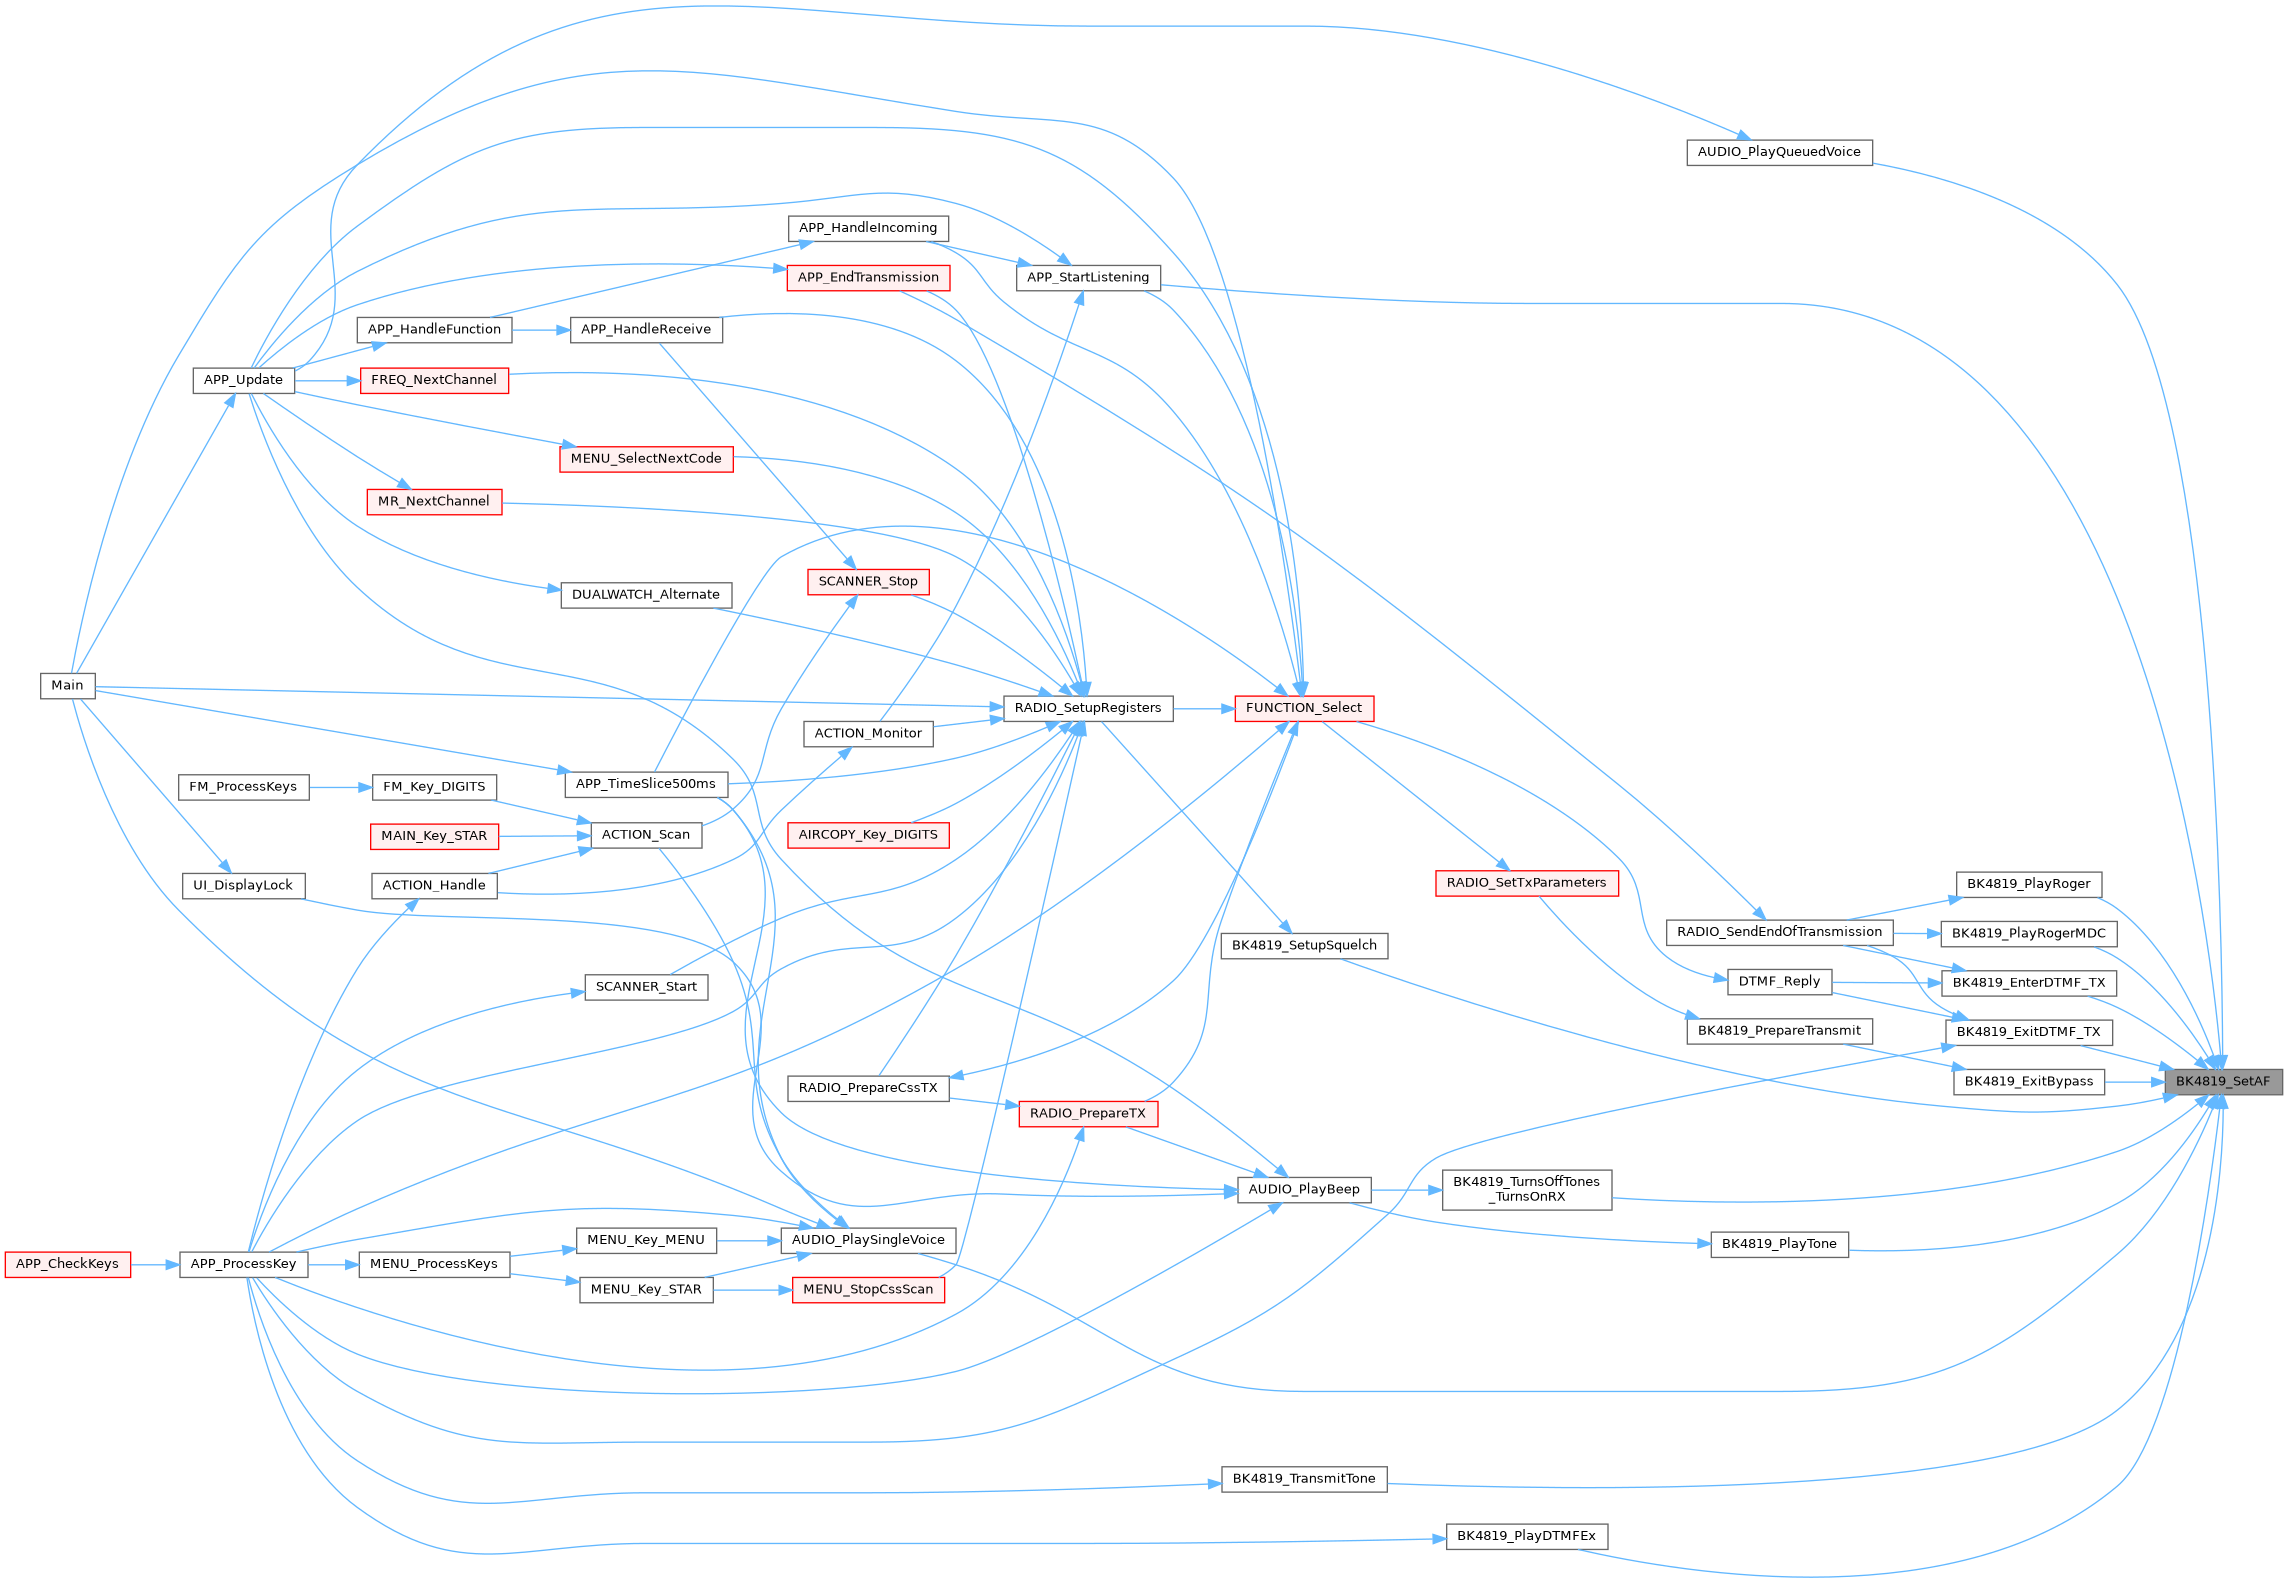 AUDIO_PlayQueuedVoice
APP_HandleIncoming
APP_EndTransmission
APP_StartListening
APP_HandleFunction
APP_HandleReceive
APP_Update
FREQ_NextChannel
MENU_SelectNextCode
MR_NextChannel
SCANNER_Stop
DUALWATCH_Alternate
Main
RADIO_SetupRegisters
FUNCTION_Select
ACTION_Monitor
APP_TimeSlice500ms
FM_ProcessKeys
FM_Key_DIGITS
MAIN_Key_STAR
ACTION_Scan
AIRCOPY_Key_DIGITS
UI_DisplayLock
ACTION_Handle
RADIO_SetTxParameters
BK4819_PlayRoger
RADIO_SendEndOfTransmission
BK4819_PlayRogerMDC
BK4819_SetupSquelch
SCANNER_Start
DTMF_Reply
BK4819_EnterDTMF_TX
BK4819_PrepareTransmit
BK4819_ExitDTMF_TX
RADIO_PrepareCssTX
BK4819_ExitBypass
BK4819_SetAF
RADIO_PrepareTX
AUDIO_PlayBeep
BK4819_TurnsOffTones
_TurnsOnRX
MENU_Key_MENU
AUDIO_PlaySingleVoice
BK4819_PlayTone
APP_CheckKeys
APP_ProcessKey
MENU_ProcessKeys
MENU_Key_STAR
MENU_StopCssScan
BK4819_TransmitTone
BK4819_PlayDTMFEx